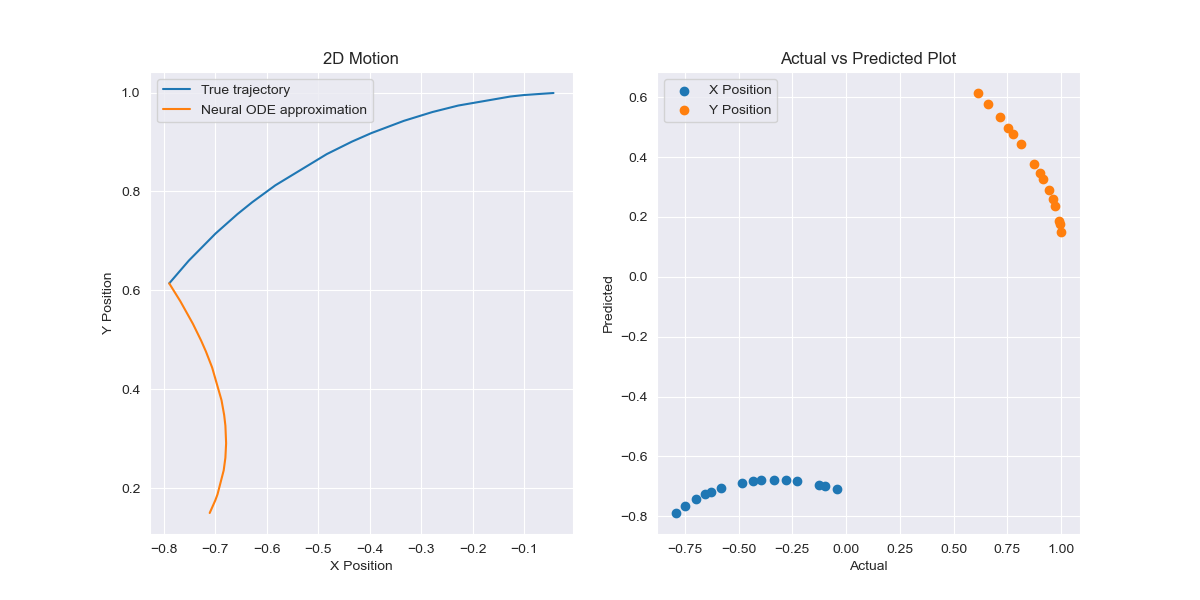 2D Motion
True trajectory
Neural ODE approximation
Y Position
1.0
0.8
0.6
0.4
0.2
−0.8 −0.7 −0.6 −0.5 −0.4 −0.3 −0.2 −0.1
X Position
Actual vs Predicted Plot
X Position
Y Position
Predicted
0.6
0.4
0.2
0.0
−0.2
−0.4
−0.6
−0.8
−0.75 −0.50 −0.25 0.00 0.25 0.50 0.75 1.00
Actual